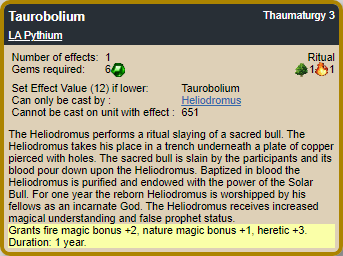 Taurobolium Thaumaturgy 3
LA Pythium
Number of effects: 1 Ritual
Gems required: 6 1 1
Set Effect Value (12) if lower: Taurobolium
Can only be cast by : Heliodromus
Cannot be cast on unit with effect : 651
The Heliodromus performs a ritual slaying of a sacred bull. The
Heliodromus takes his place in a trench underneath a plate of copper
pierced with holes. The sacred bull is slain by the participants and its
blood pour down upon the Heliodromus. Baptized in blood the
Heliodromus is purified and endowed with the power of the Solar
Bull. For one year the reborn Heliodromus is worshipped by his
fellows as an incarnate God. The Heliodromus receives increased
magical understanding and false prophet status.
Grants fire magic bonus +2, nature magic bonus +1, heretic +3.
Duration: 1 year.